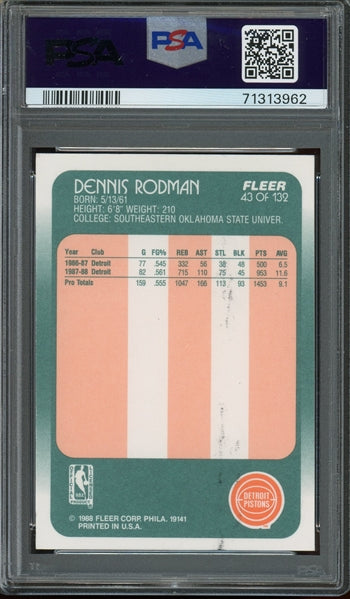 PSA
PSA
71313962
DENNIS RODMAN
FLEER
BORN: 5/13/61
43 OF 132
HEIGHT: 6'8" WEIGHT: 210
COLLEGE: SOUTHEASTERN OKLAHOMA STATE UNIVER.
Year Club G FG% REB AST STL BLK PTS AVG
1986-87 Detroit 77 .545 332 56 38 48 500 6.5
1987-88 Detroit 82 .561 715 110 75 45 953 11.6
Pro Totals 159 .555 1047 166 113 93 1453 9.1
NBA
DETROIT
PISTONS
© 1988 FLEER CORP. PHILA. 19141
PRINTED IN U.S.A.
PSA